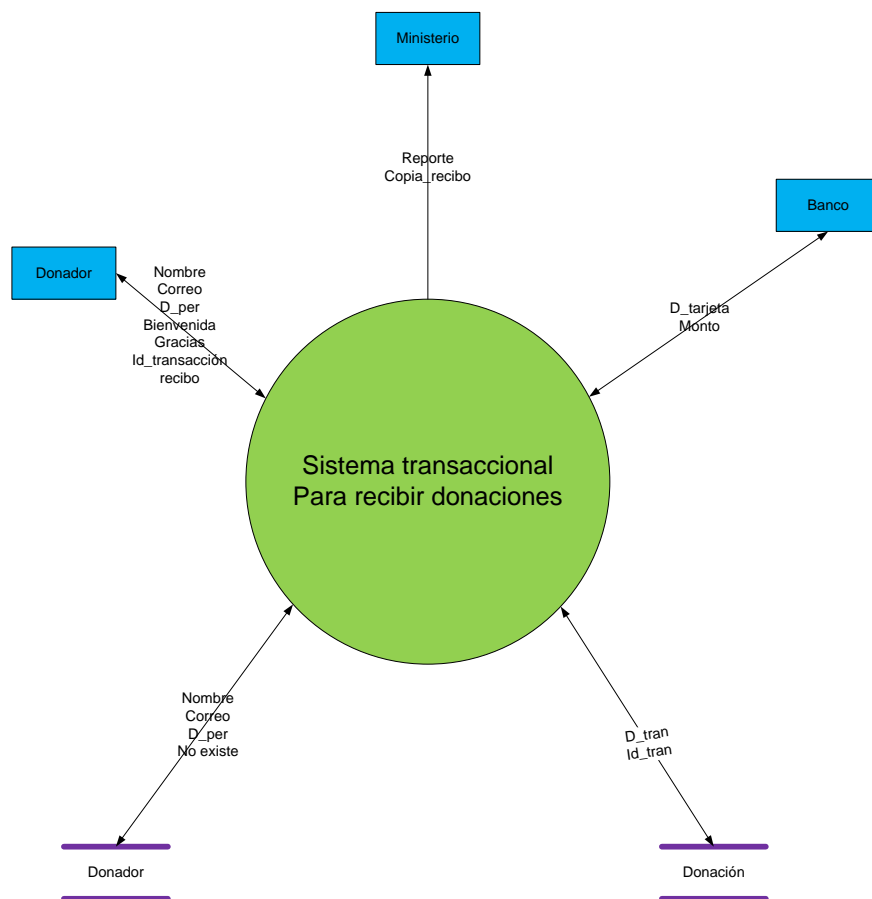 Ministerio
Reporte
Copia_recibo
Banco
Donador
Nombre
Correo
D_per
Bienvenida
Gracias
Id_transacción
recibo
D_tarjeta
Monto
Sistema transaccional
Para recibir donaciones
Nombre
Correo
D_per
No existe
D_tran
Id_tran
Donador
Donación